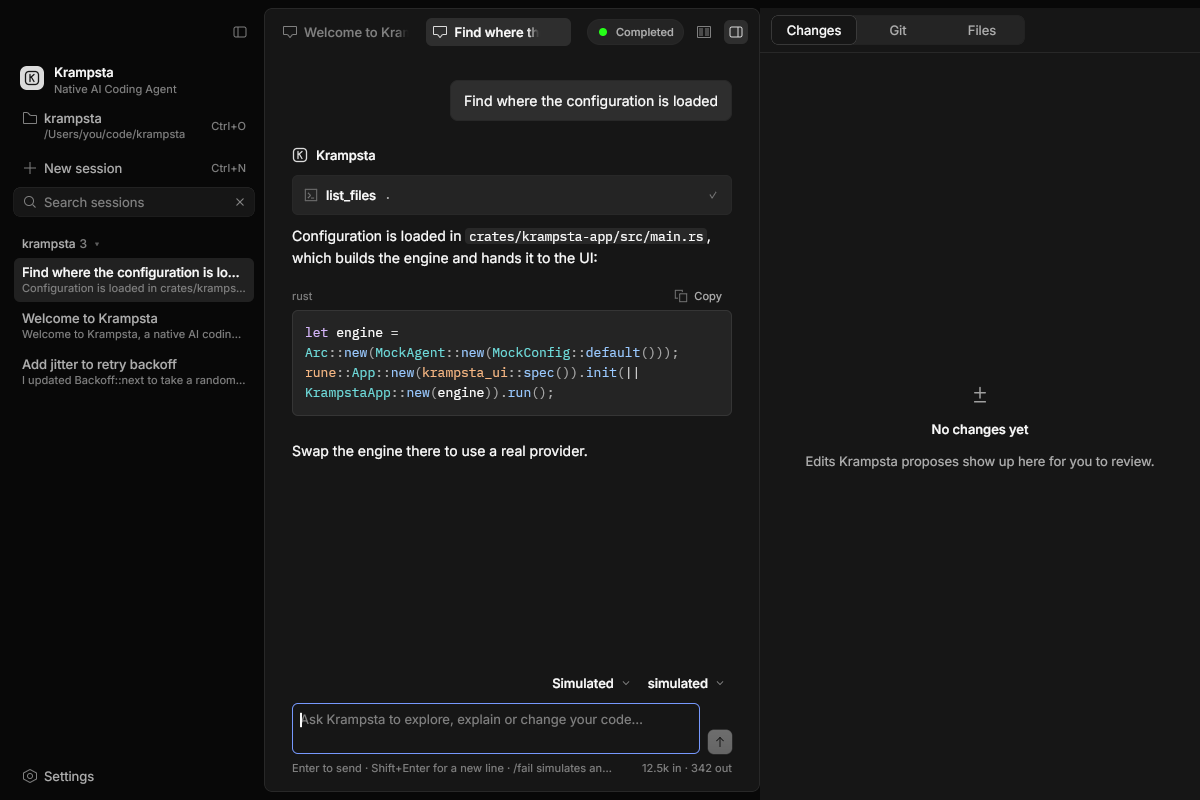 Krampsta
Native AI Coding Agent
krampsta
/Users/you/code/krampsta
Ctrl+O
New session
Ctrl+N
Search sessions
krampsta 3
Find where the configuration is lo...
Configuration is loaded in crates/kramps...
Welcome to Krampsta
Welcome to Krampsta, a native AI codin...
Add jitter to retry backoff
I updated Backoff::next to take a random...
Settings
Welcome to Krar
Find where th
Completed
Find where the configuration is loaded
K Krampsta
list_files .
Configuration is loaded in crates/krampsta-app/src/main.rs,
which builds the engine and hands it to the UI:
rust
Copy
let engine =
Arc::new(MockAgent::new(MockConfig::default()));
rune::App::new(krampsta_ui::spec()).init(||
KrampstaApp::new(engine)).run();
Swap the engine there to use a real provider.
Simulated
simulated
Ask Krampsta to explore, explain or change your code...
Enter to send · Shift+Enter for a new line · /fail simulates an...
12.5k in · 342 out
Changes
Git
Files
No changes yet
Edits Krampsta proposes show up here for you to review.